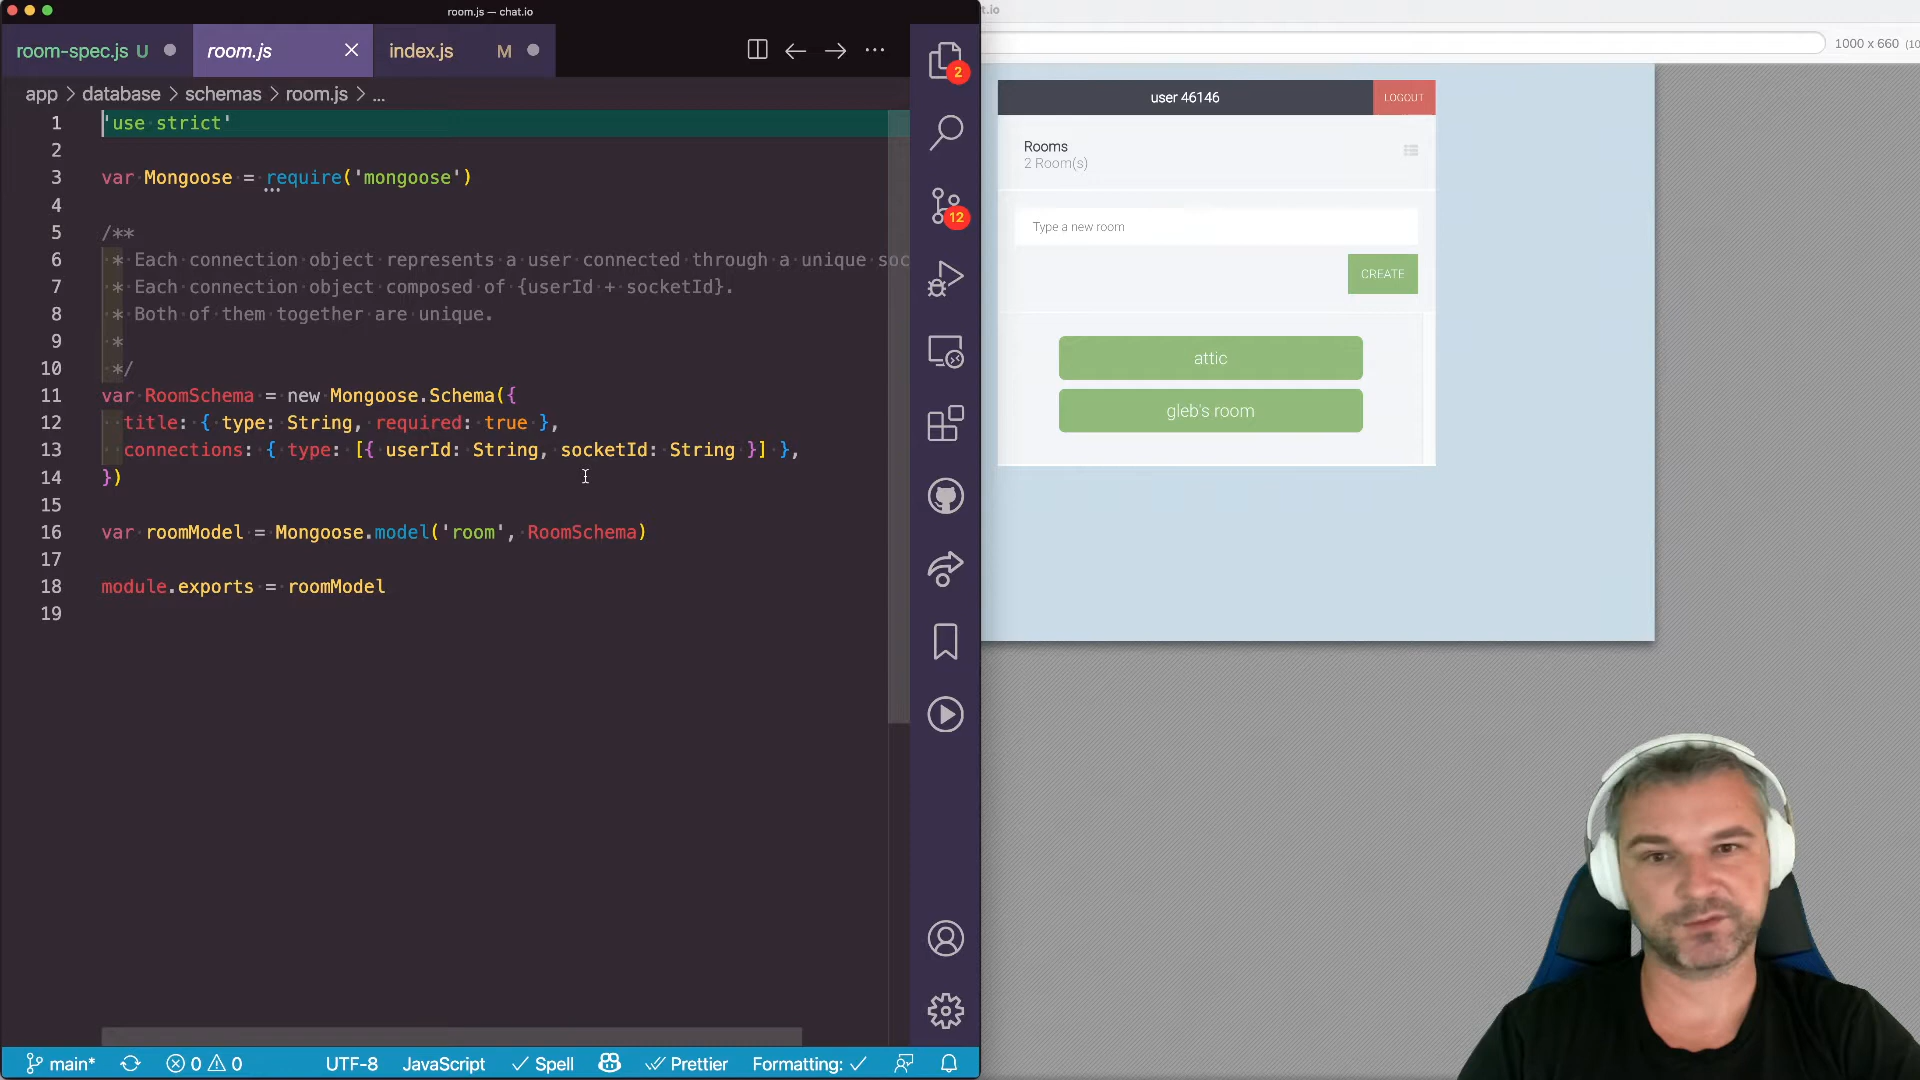 room.js — chat.io
room-spec.js U
room.js
index.js M
app > database > schemas > room.js > ...
1 'use strict'
2
3 var Mongoose = require('mongoose')
4
5 /**
6 * Each connection object represents a user connected through a unique soc
7 * Each connection object composed of {userId + socketId}.
8 * Both of them together are unique.
9 *
10 */
11 var RoomSchema = new Mongoose.Schema({
12 title: { type: String, required: true },
13 connections: { type: [{ userId: String, socketId: String }] },
14 })
15
16 var roomModel = Mongoose.model('room', RoomSchema)
17
18 module.exports = roomModel
19
2
12
main* 0 0 UTF-8 JavaScript Spell Prettier Formatting:
t.io
1000 x 660 (10
user 46146
LOGOUT
Rooms
2 Room(s)
Type a new room
CREATE
attic
gleb's room